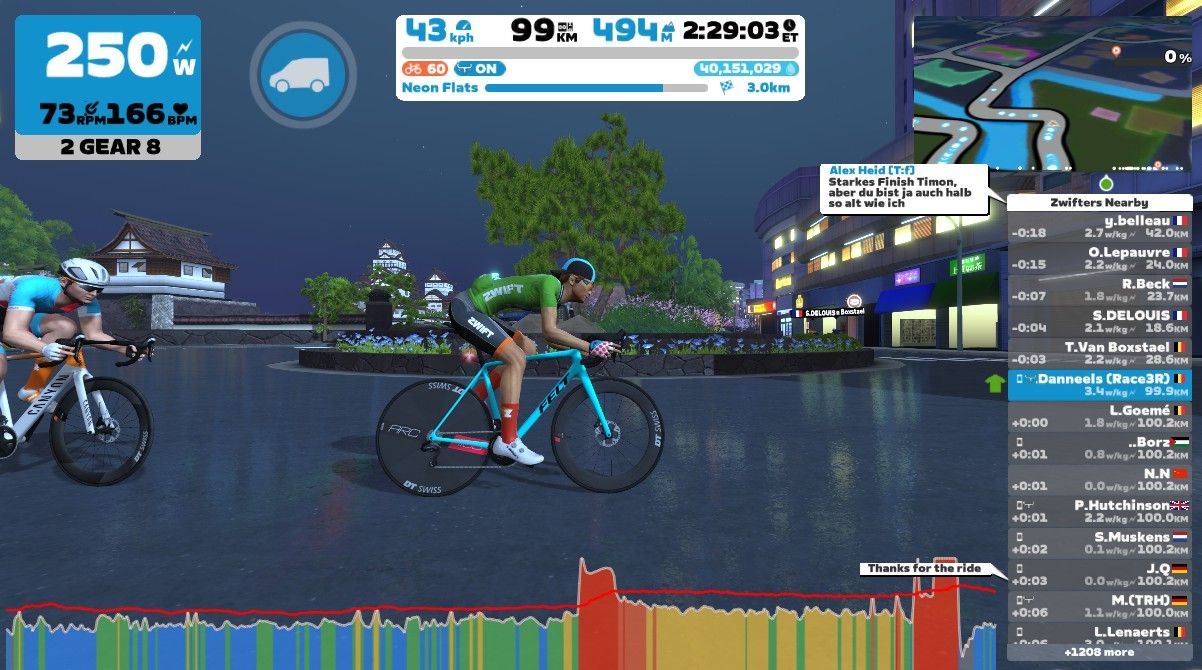 250 W
73 RPM 166 BPM
2 GEAR 8
43 kph 99 KM 494 M 2:29:03 ET
60 ON 40,151,029
Neon Flats 3.0km
0 %
Alex Heid (T:f)
Starkes Finish Timon,
aber du bist ja auch halb
so alt wie ich
Zwifters Nearby
y.belleau
-0:18 2.7 w/kg 42.0KM
O.Lepauvre
-0:15 2.2 w/kg 24.0KM
R.Beck
-0:07 1.8 w/kg 23.7KM
S.DELOUIS
-0:04 2.1 w/kg 18.6KM
T.Van Boxstael
-0:03 2.2 w/kg 28.6KM
.Danneels (Race3R)
3.4 w/kg 99.9KM
L.Goemé
+0:00 1.8 w/kg 100.2KM
..Borz
+0:01 0.8 w/kg 100.2KM
N.N
+0:01 0.0 w/kg 100.2KM
P.Hutchinson
+0:01 2.2 w/kg 100.0KM
S.Muskens
+0:02 0.1 w/kg 100.2KM
Thanks for the ride
J.Q
+0:03 0.0 w/kg 100.2KM
M.(TRH)
+0:06 1.1 w/kg 100.0KM
L.Lenaerts
+1208 more
S.DELOUIS
Boxstael
ZWIFT
ZWIFT
FELT
ARC
SWISS DT
DT SWISS
DT SWISS
CANYON